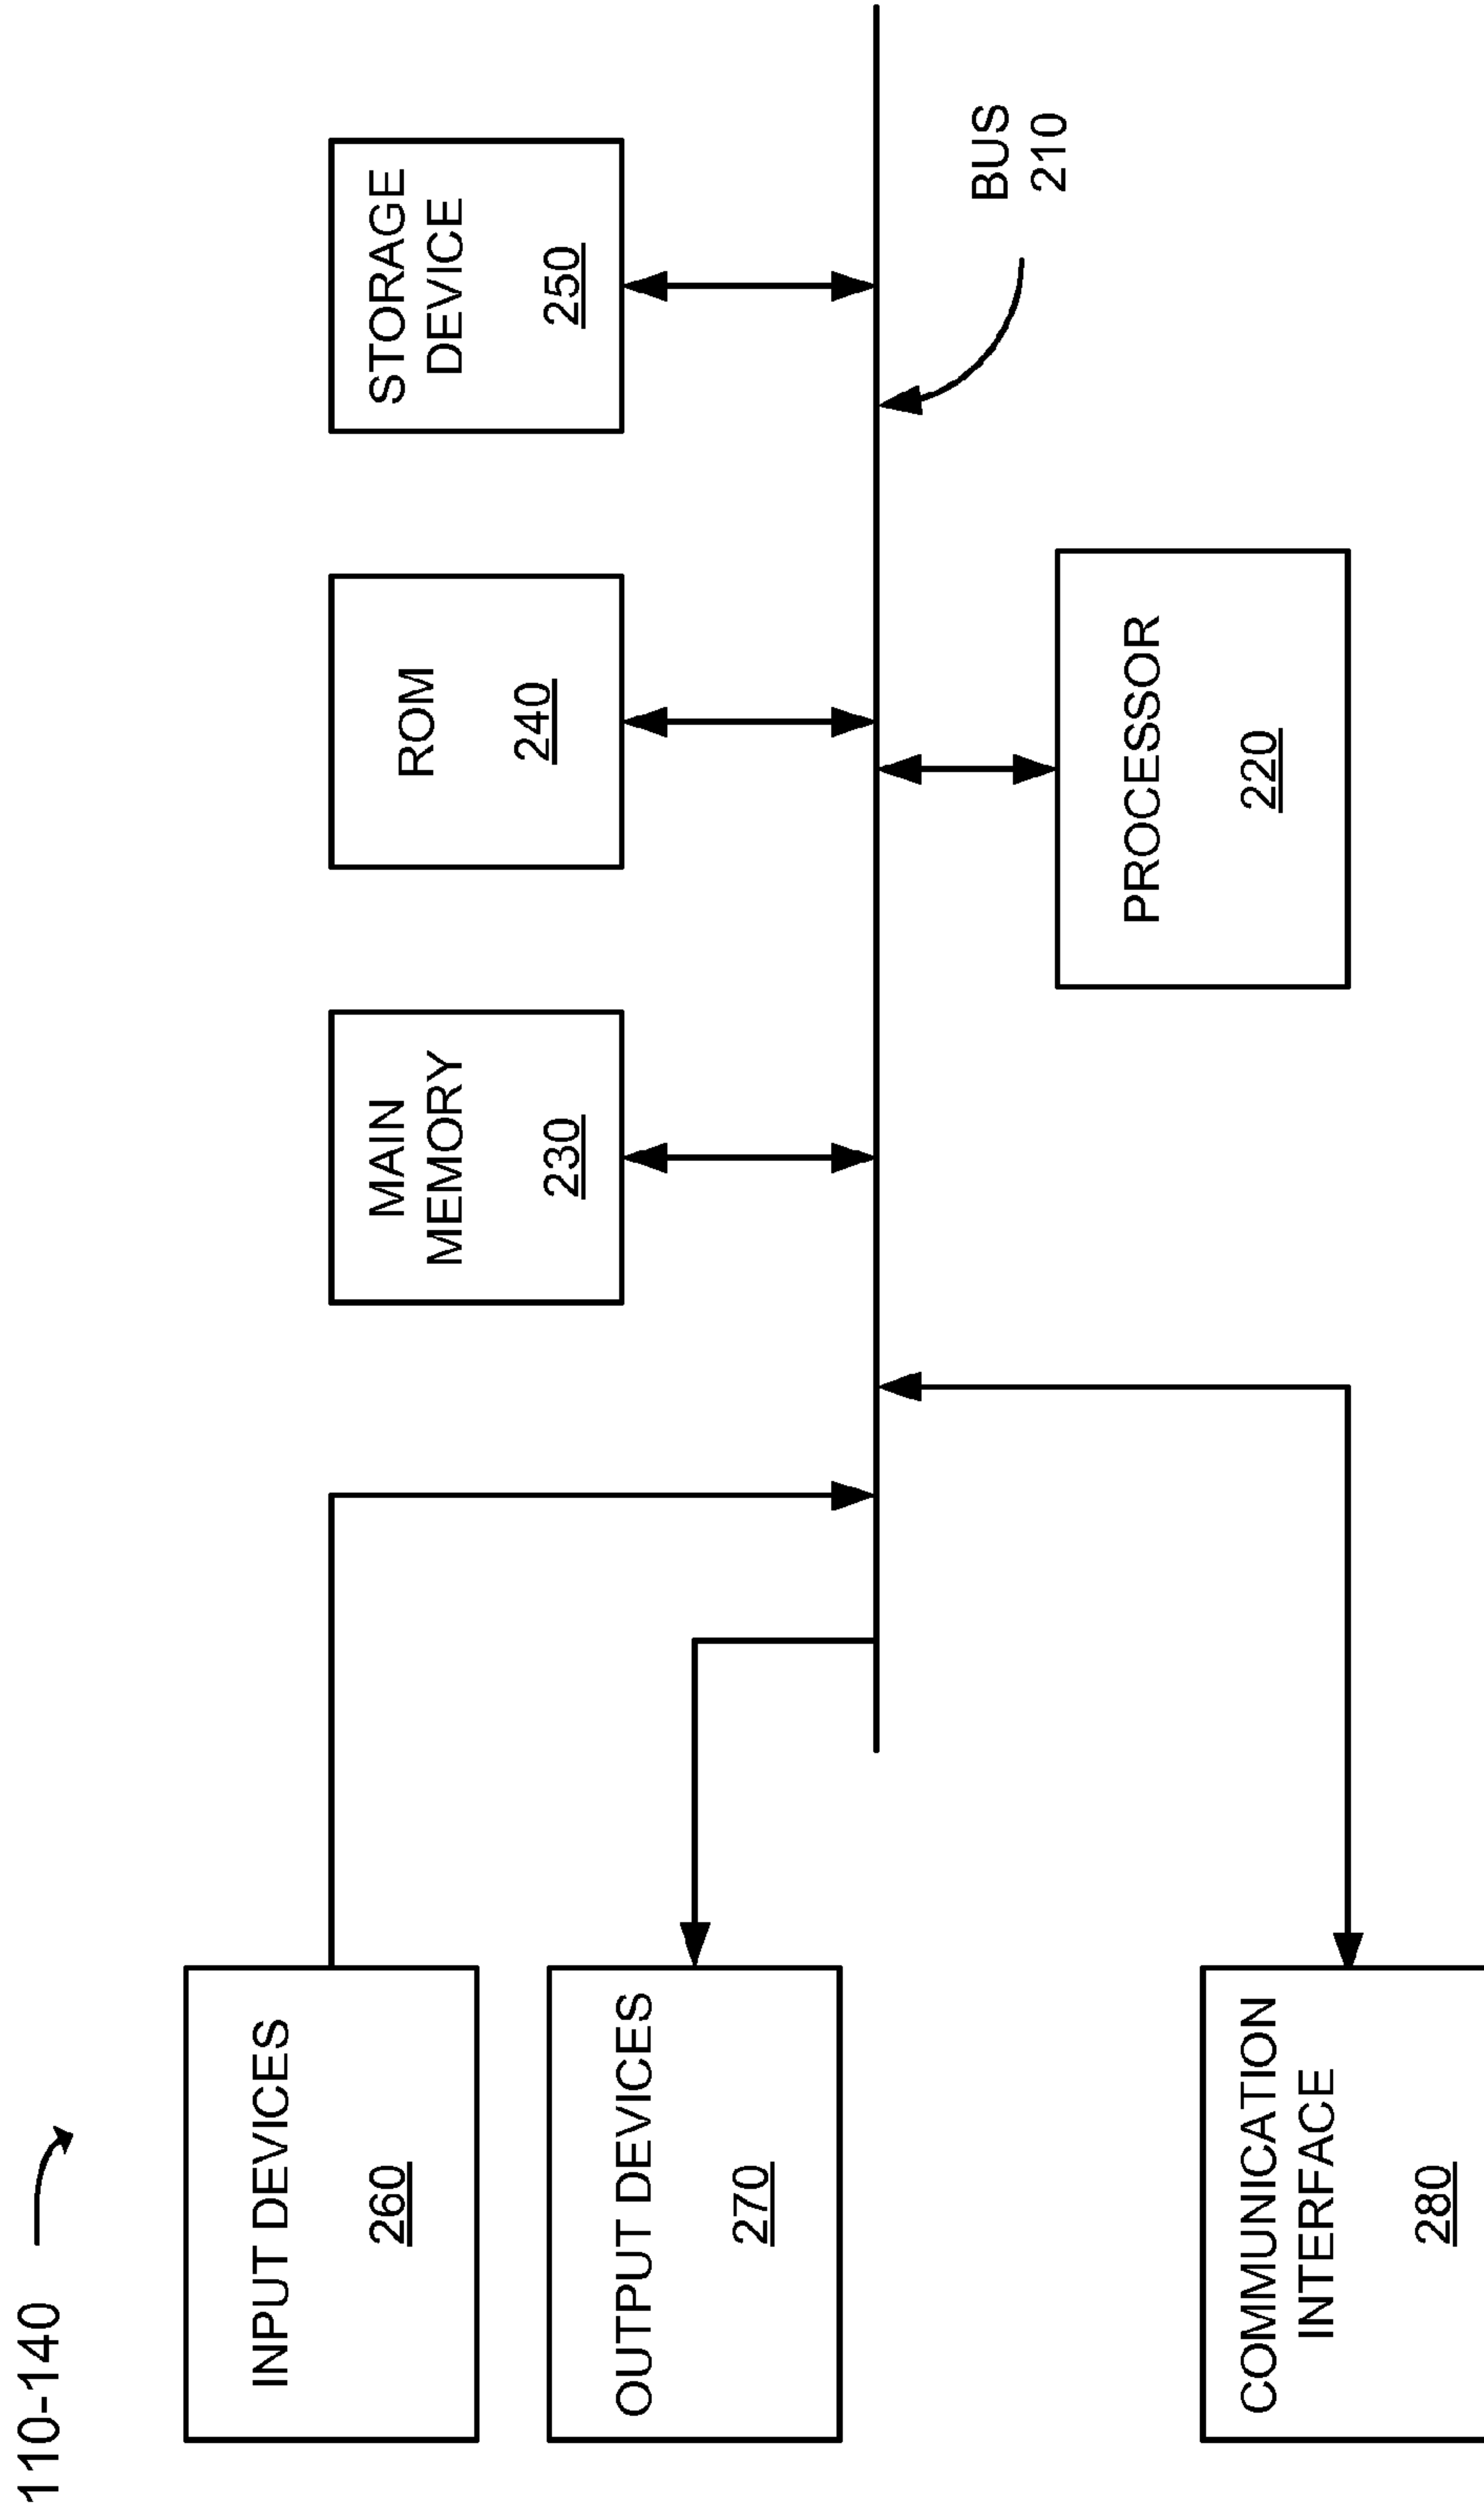 110-140
INPUT DEVICES
260
OUTPUT DEVICES
270
COMMUNICATION
INTERFACE
280
MAIN
MEMORY
230
ROM
240
STORAGE
DEVICE
250
PROCESSOR
220
BUS
210